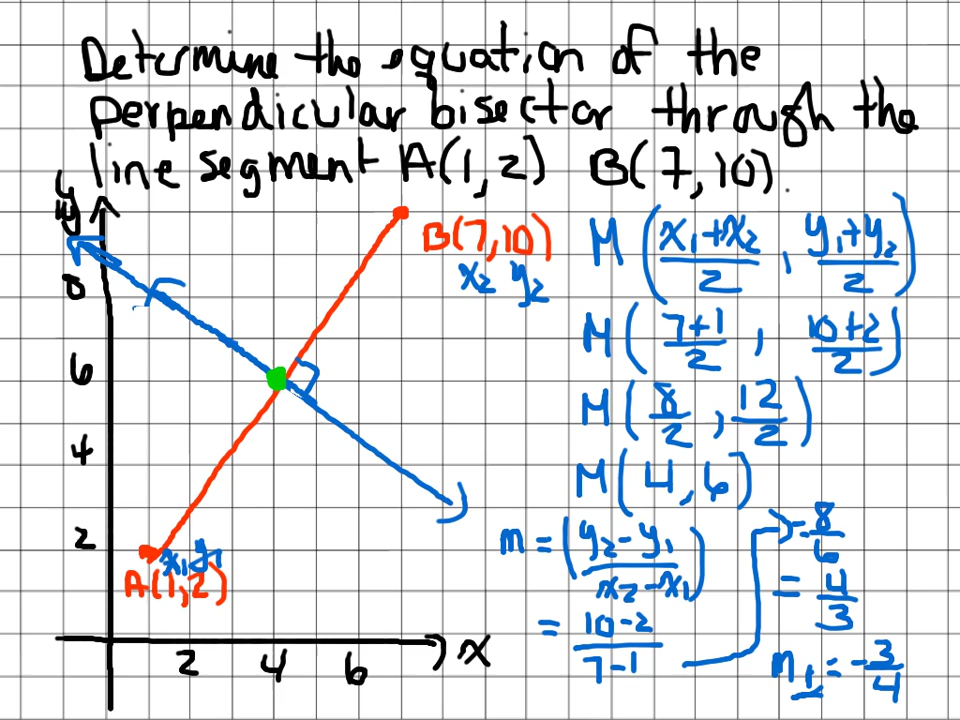 Determine the equation of the
perpendicular bisector through the
line segment A(1,2) B(7,10)
y
B(7,10)
x₂ y₂
8
6
4
2
x₁ y₁
A(1,2)
2 4 6 x
M(x₁+x₂/2, y₁+y₂/2)
M(7+1/2, 10+2/2)
M(8/2, 12/2)
M(4,6)
m = (y₂-y₁/x₂-x₁)
= 10-2/7-1
= 8/6
= 4/3
m⊥ = -3/4